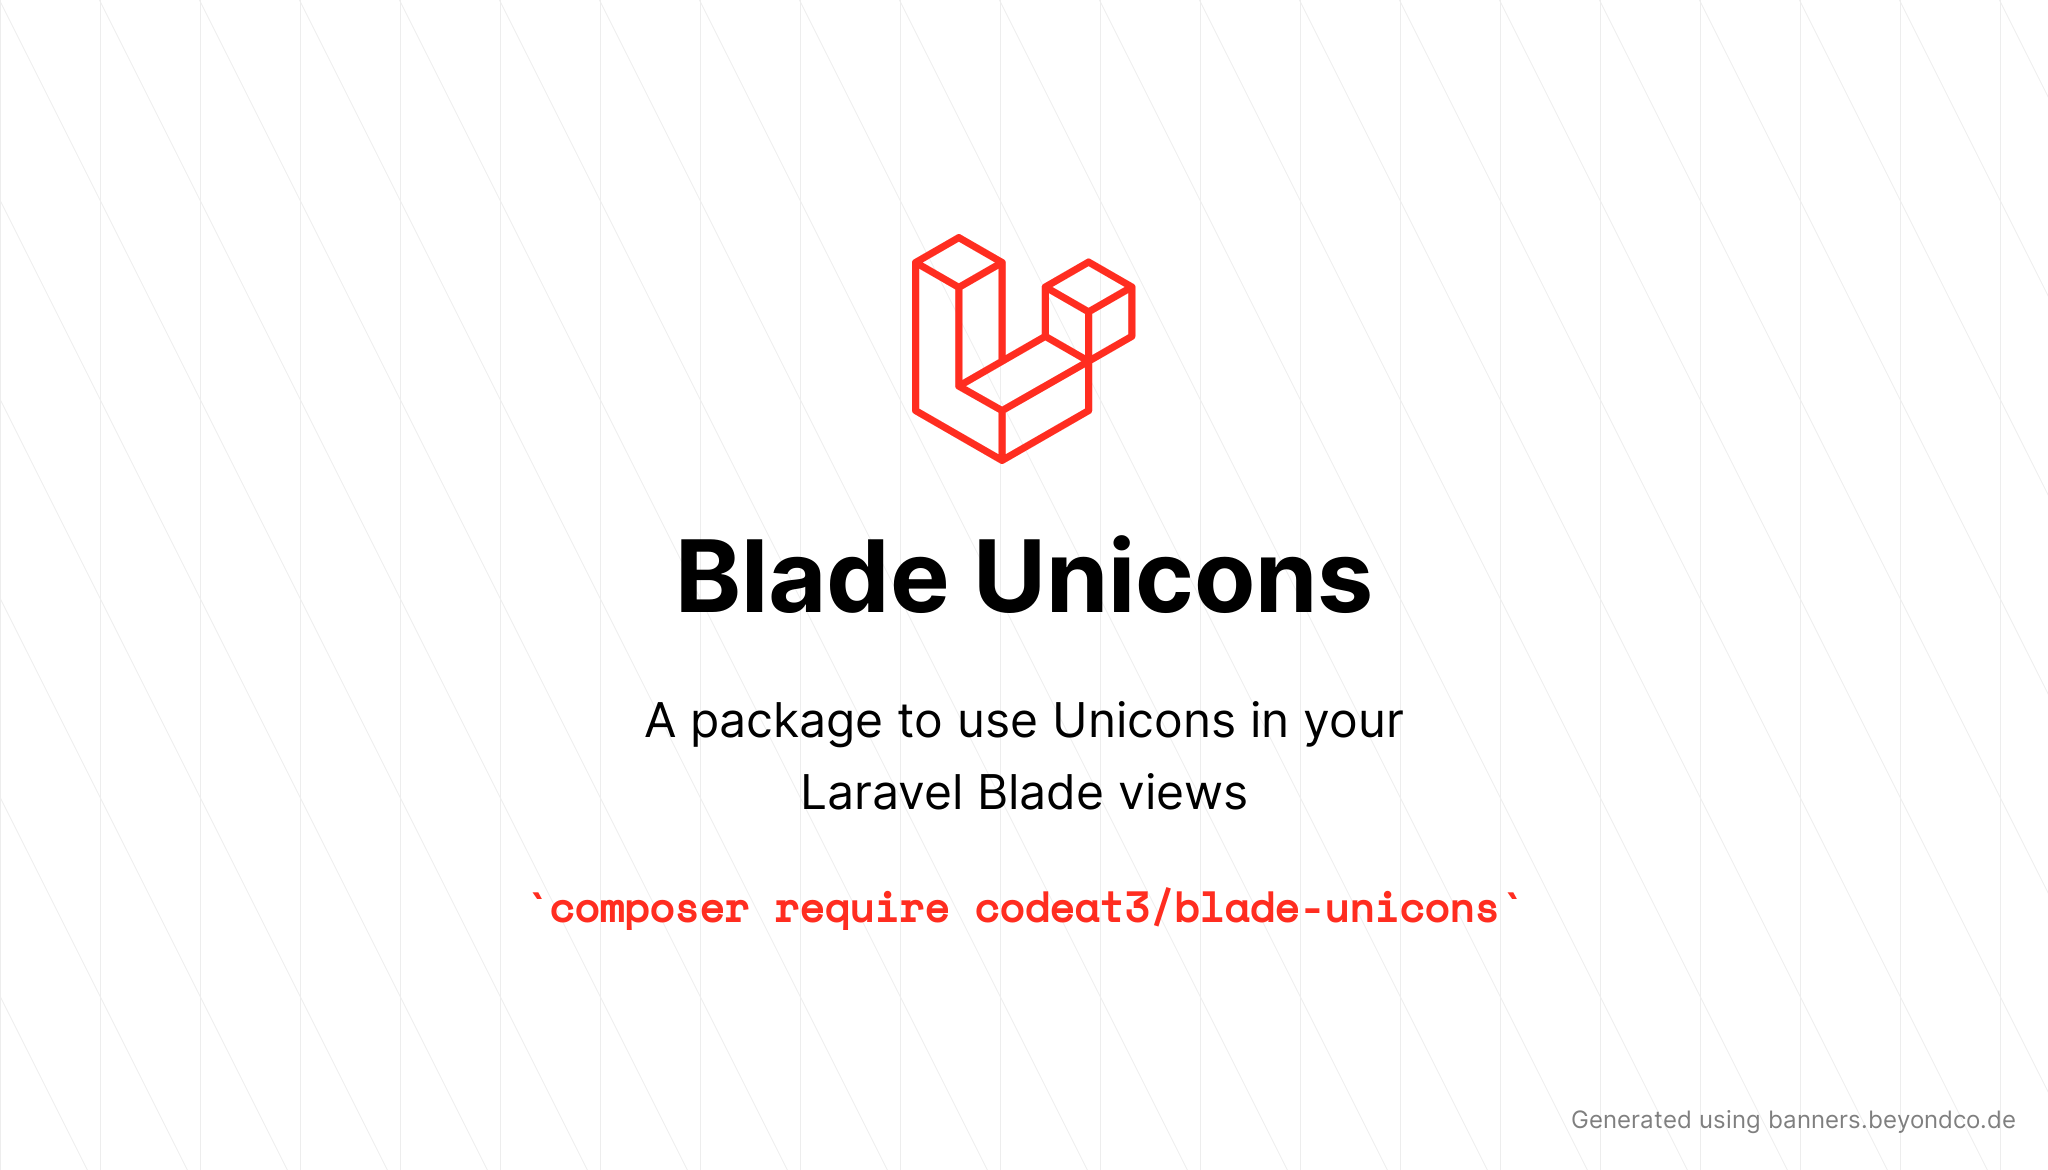 Blade Unicons
A package to use Unicons in your
Laravel Blade views
`composer require codeat3/blade-unicons`
Generated using banners.beyondco.de